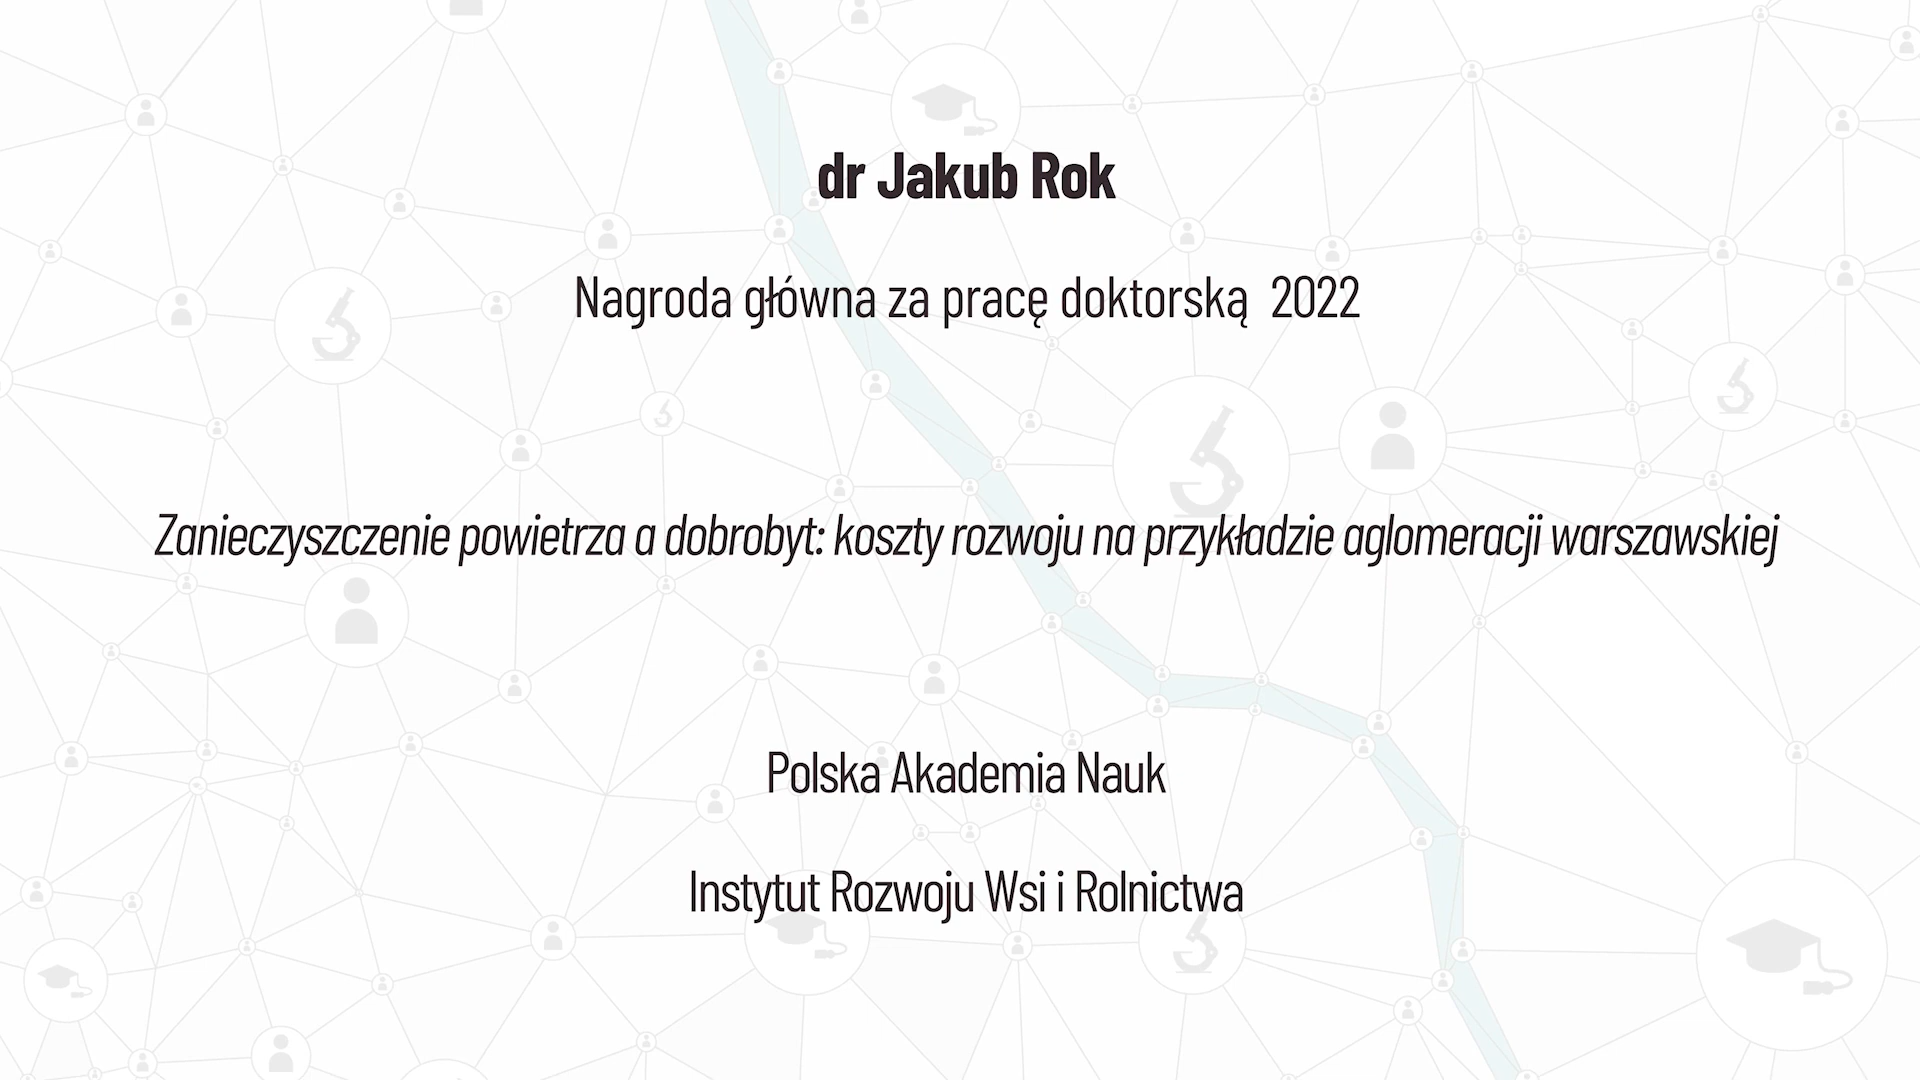 dr Jakub Rok
Nagroda główna za pracę doktorską 2022
Zanieczyszczenie powietrza a dobrobyt: koszty rozwoju na przykładzie aglomeracji warszawskiej
Polska Akademia Nauk
Instytut Rozwoju Wsi i Rolnictwa